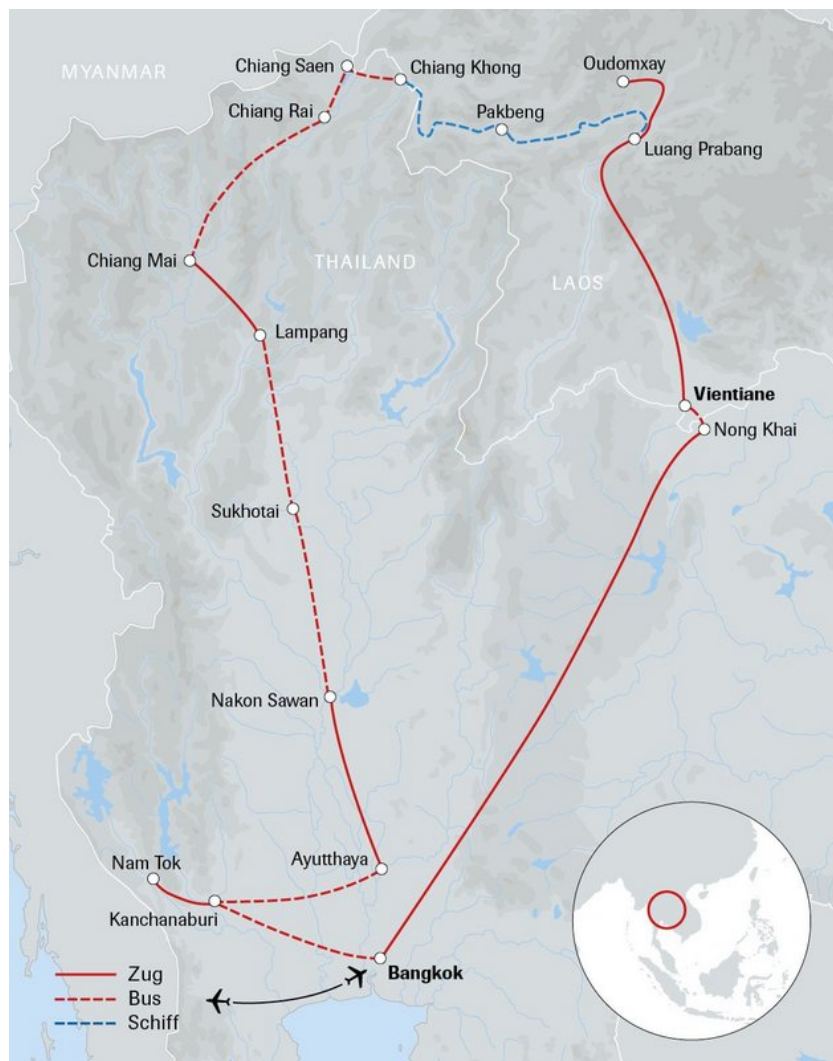 MYANMAR
Chiang Saen
Chiang Khong
Oudomxay
Chiang Rai
Pakbeng
Luang Prabang
Chiang Mai
THAILAND
LAOS
Lampang
Vientiane
Nong Khai
Sukhotai
Nakon Sawan
Nam Tok
Ayutthaya
Kanchanaburi
Bangkok
Zug
Bus
Schiff